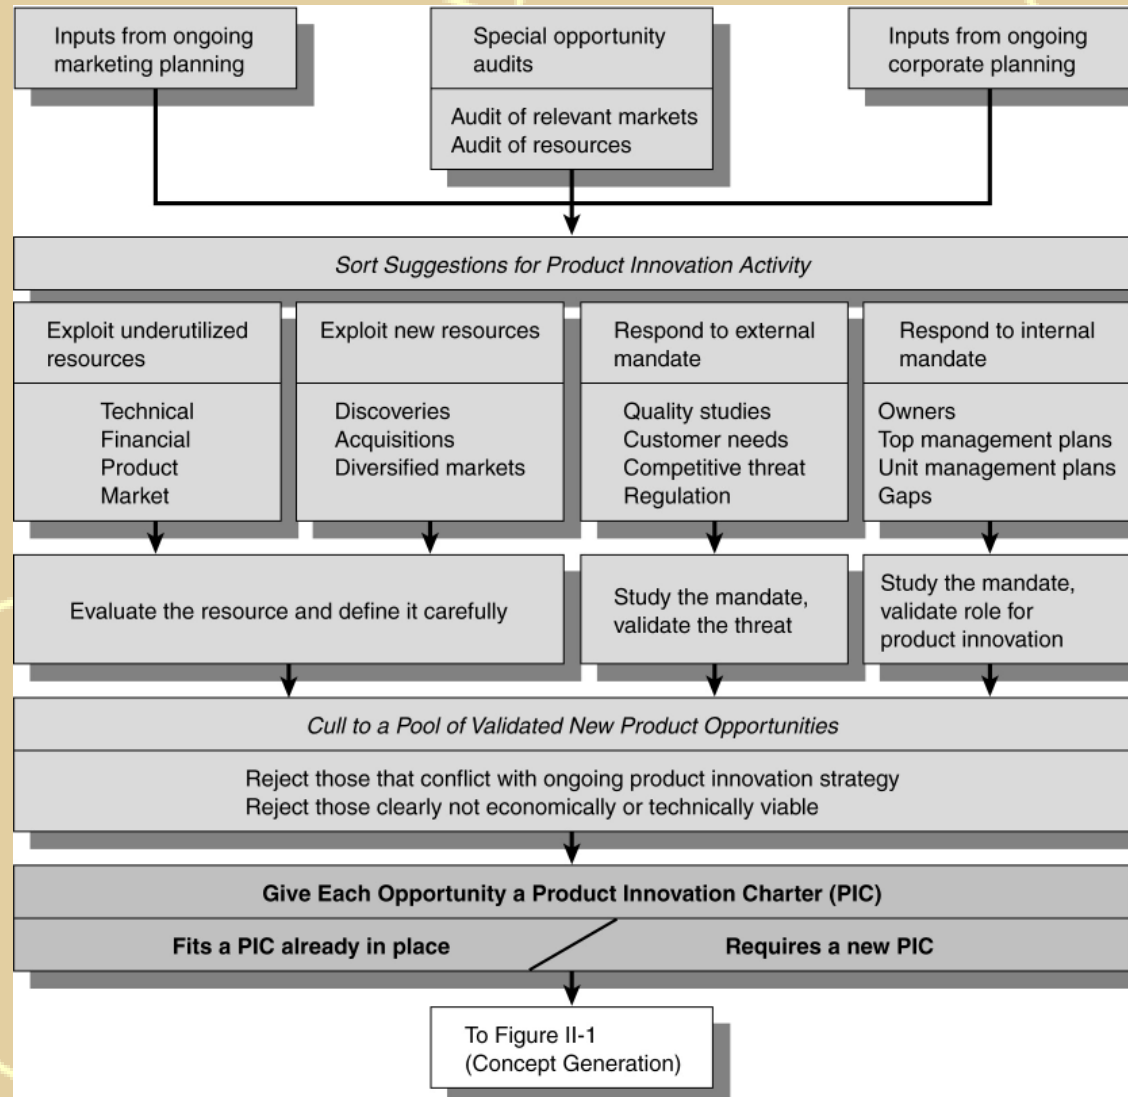 Inputs from ongoing
marketing planning
Special opportunity
audits
Audit of relevant markets
Audit of resources
Inputs from ongoing
corporate planning
Sort Suggestions for Product Innovation Activity
Exploit underutilized
resources
Technical
Financial
Product
Market
Exploit new resources
Discoveries
Acquisitions
Diversified markets
Respond to external
mandate
Quality studies
Customer needs
Competitive threat
Regulation
Respond to internal
mandate
Owners
Top management plans
Unit management plans
Gaps
Evaluate the resource and define it carefully
Study the mandate,
validate the threat
Study the mandate,
validate role for
product innovation
Cull to a Pool of Validated New Product Opportunities
Reject those that conflict with ongoing product innovation strategy
Reject those clearly not economically or technically viable
Give Each Opportunity a Product Innovation Charter (PIC)
Fits a PIC already in place
Requires a new PIC
To Figure II-1
(Concept Generation)